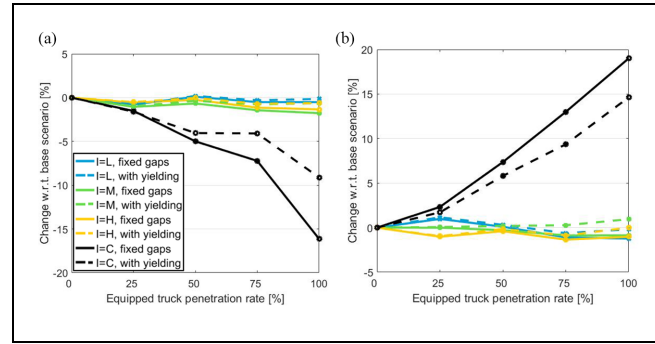 (a)
5
0
-5
-10
-15
-20
Change w.r.t. base scenario [%]
I=L, fixed gaps
I=L, with yielding
I=M, fixed gaps
I=M, with yielding
I=H, fixed gaps
I=H, with yielding
I=C, fixed gaps
I=C, with yielding
0 25 50 75 100
Equipped truck penetration rate [%]
(b)
20
15
10
5
0
-5
Change w.r.t. base scenario [%]
0 25 50 75 100
Equipped truck penetration rate [%]